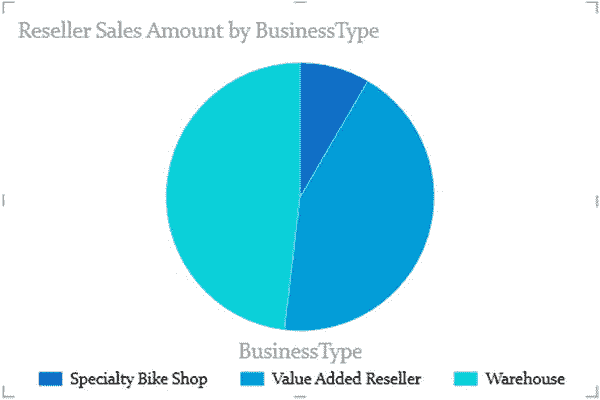 Reseller Sales Amount by BusinessType
BusinessType
Specialty Bike Shop Value Added Reseller Warehouse